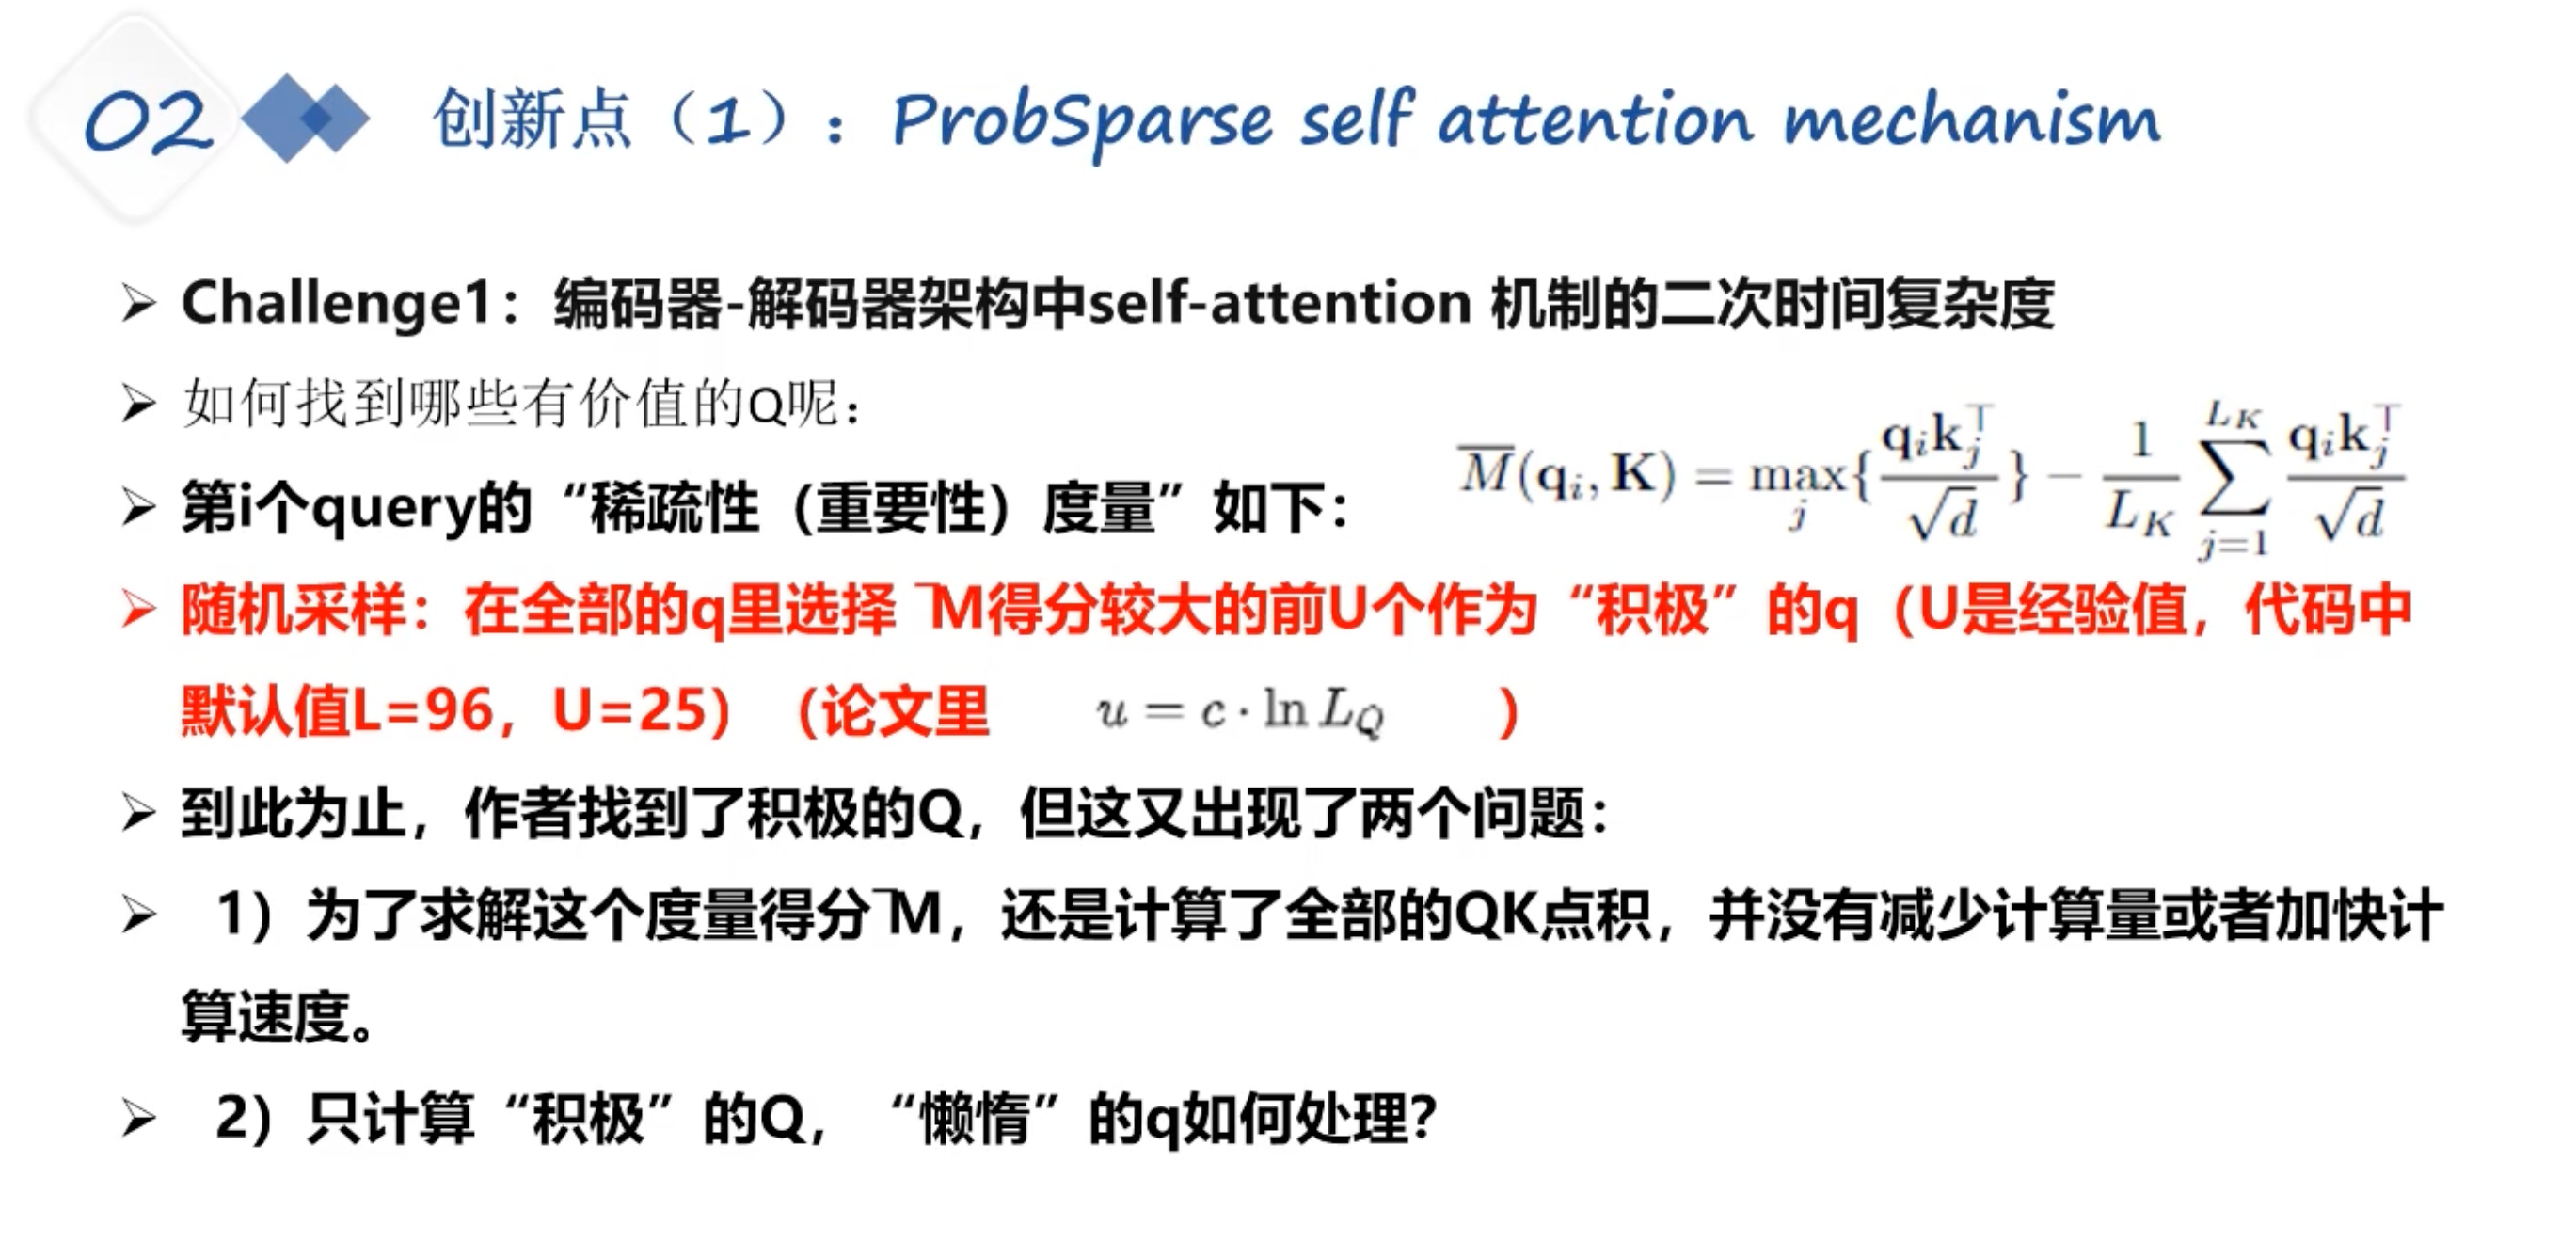 02 创新点（1）：ProbSparse self attention mechanism
➢ Challenge1：编码器-解码器架构中self-attention 机制的二次时间复杂度
➢ 如何找到哪些有价值的Q呢：
➢ 第i个query的“稀疏性（重要性）度量”如下： $\overline{M}(\mathbf{q}_i, \mathbf{K}) = \max_j\{\frac{\mathbf{q}_i\mathbf{k}_j^\top}{\sqrt{d}}\} - \frac{1}{L_K}\sum_{j=1}^{L_K}\frac{\mathbf{q}_i\mathbf{k}_j^\top}{\sqrt{d}}$
➢ 随机采样：在全部的q里选择 ¯M得分较大的前U个作为“积极”的q（U是经验值，代码中
默认值L=96，U=25）（论文里 $u = c \cdot \ln L_Q$ ）
➢ 到此为止，作者找到了积极的Q，但这又出现了两个问题：
➢ 1）为了求解这个度量得分¯M，还是计算了全部的QK点积，并没有减少计算量或者加快计
算速度。
➢ 2）只计算“积极”的Q，“懒惰”的q如何处理？